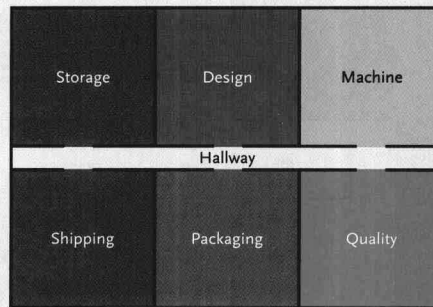 Storage
Design
Machine
Hallway
Shipping
Packaging
Quality